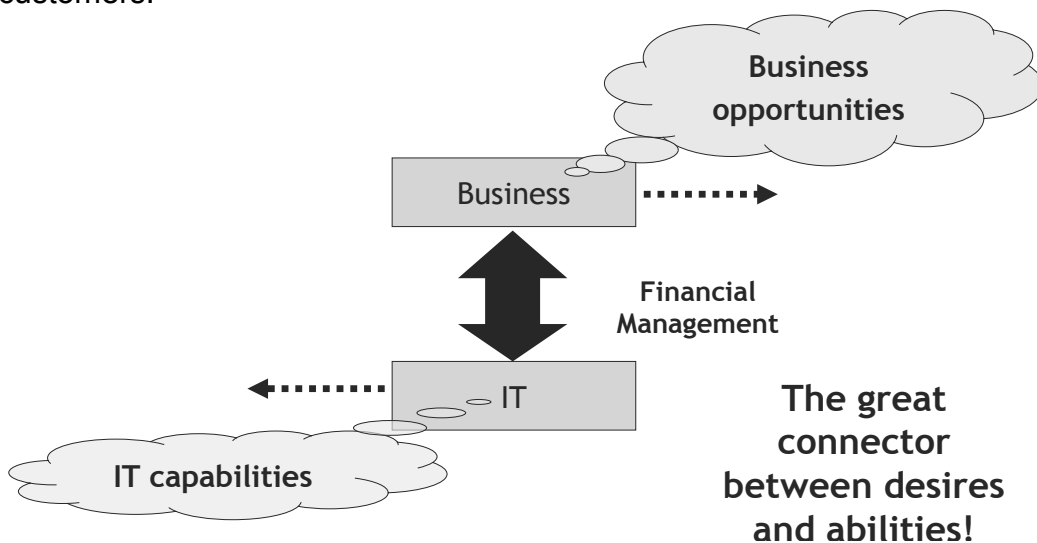 customers.
Business
opportunities
Business
Financial
Management
IT
The great
connector
between desires
and abilities!
IT capabilities